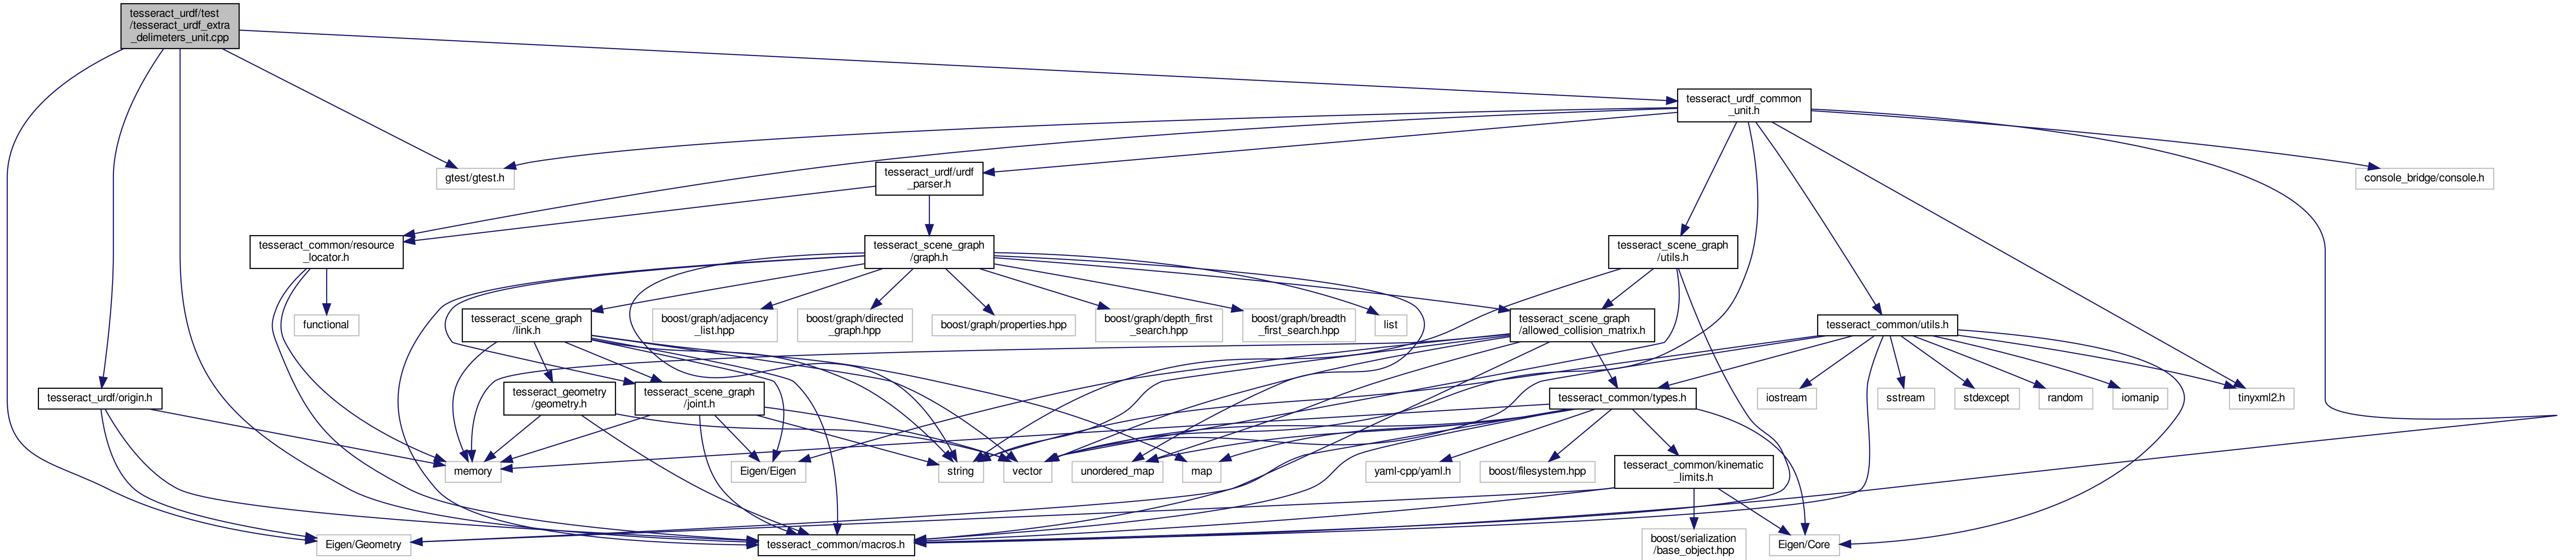 tesseract_urdf/test
/tesseract_urdf_extra
_delimeters_unit.cpp
tesseract_urdf_common
_unit.h
gtest/gtest.h
tesseract_urdf/urdf
_parser.h
console_bridge/console.h
tesseract_common/resource
_locator.h
tesseract_scene_graph
/graph.h
tesseract_scene_graph
/utils.h
functional
tesseract_scene_graph
/link.h
boost/graph/adjacency
_list.hpp
boost/graph/directed
_graph.hpp
boost/graph/properties.hpp
boost/graph/depth_first
_search.hpp
boost/graph/breadth
_first_search.hpp
list
tesseract_scene_graph
/allowed_collision_matrix.h
tesseract_common/utils.h
tesseract_urdf/origin.h
tesseract_geometry
/geometry.h
tesseract_scene_graph
/joint.h
tesseract_common/types.h
iostream
sstream
stdexcept
random
iomanip
tinyxml2.h
memory
Eigen/Eigen
string
vector
unordered_map
map
yaml-cpp/yaml.h
boost/filesystem.hpp
tesseract_common/kinematic
_limits.h
Eigen/Geometry
tesseract_common/macros.h
boost/serialization
/base_object.hpp
Eigen/Core